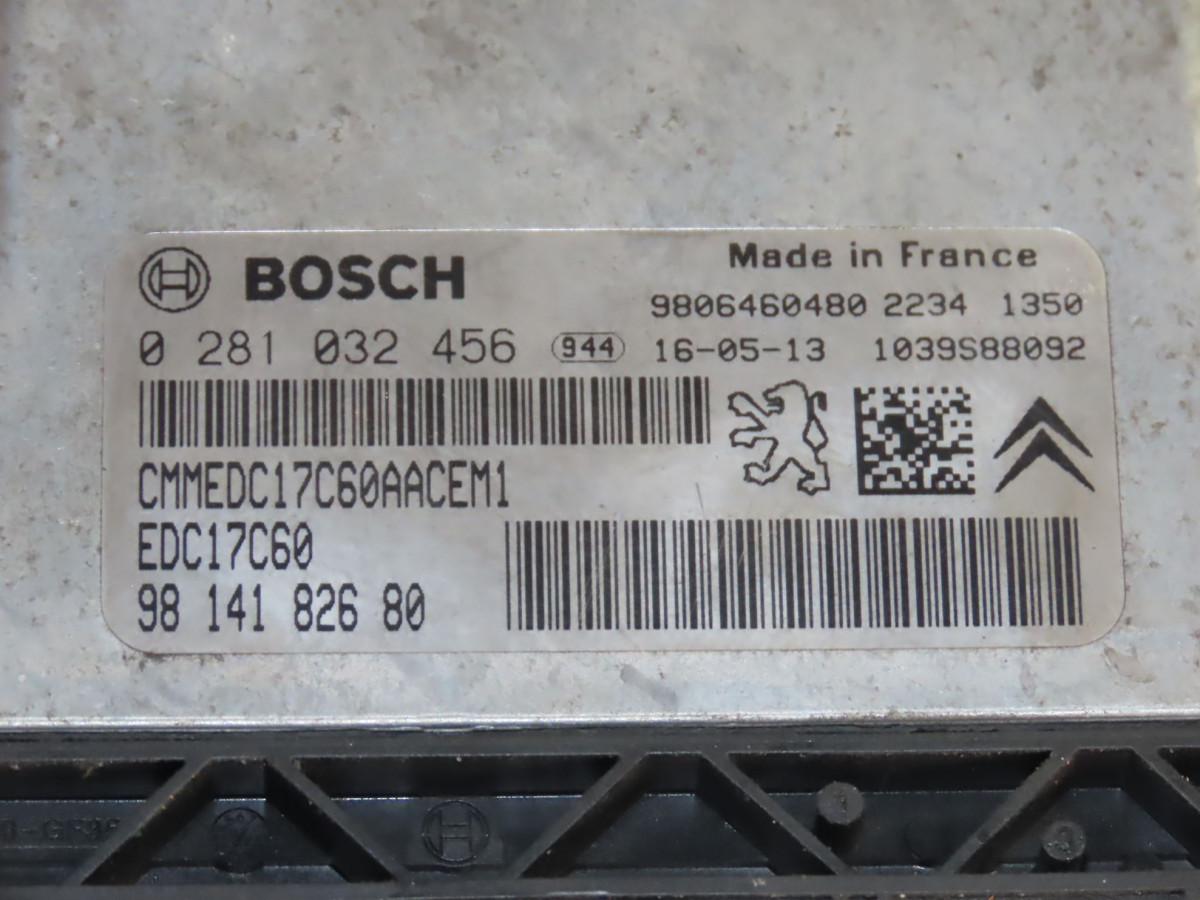 BOSCH
Made in France
9806460480 2234 1350
0 281 032 456 944 16-05-13 1039S88092
CMMEDC17C60AACEM1
EDC17C60
98 141 826 80